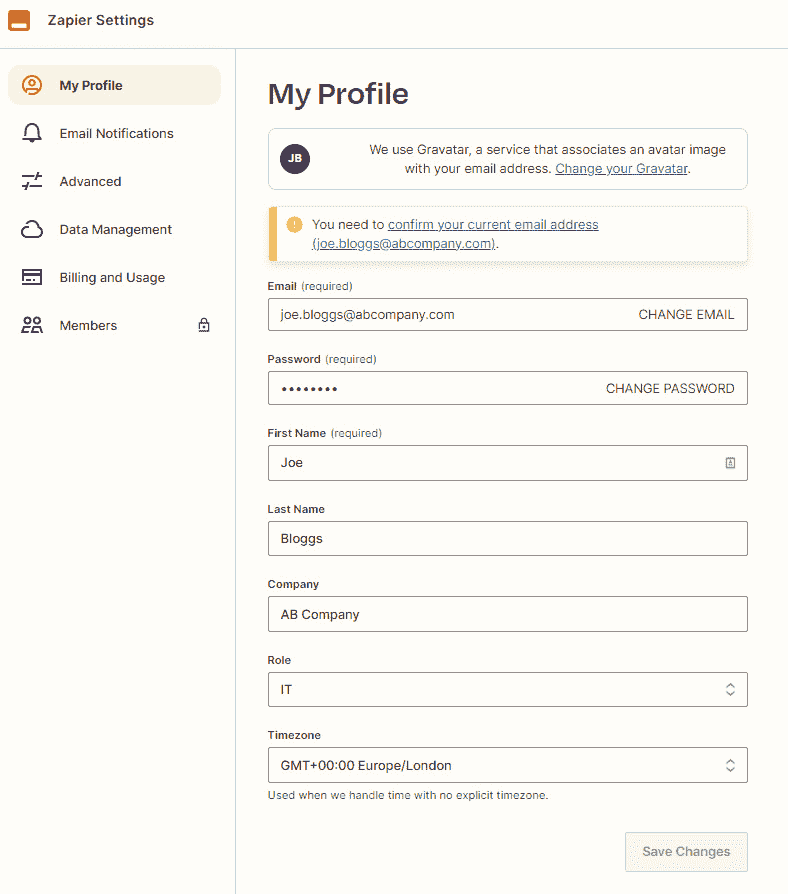 Zapier Settings
My Profile
Email Notifications
Advanced
Data Management
Billing and Usage
Members
My Profile
JB
We use Gravatar, a service that associates an avatar image
with your email address. Change your Gravatar.
You need to confirm your current email address
(joe.bloggs@abcompany.com).
Email (required)
joe.bloggs@abcompany.com CHANGE EMAIL
Password (required)
•••••••• CHANGE PASSWORD
First Name (required)
Joe
Last Name
Bloggs
Company
AB Company
Role
IT
Timezone
GMT+00:00 Europe/London
Used when we handle time with no explicit timezone.
Save Changes